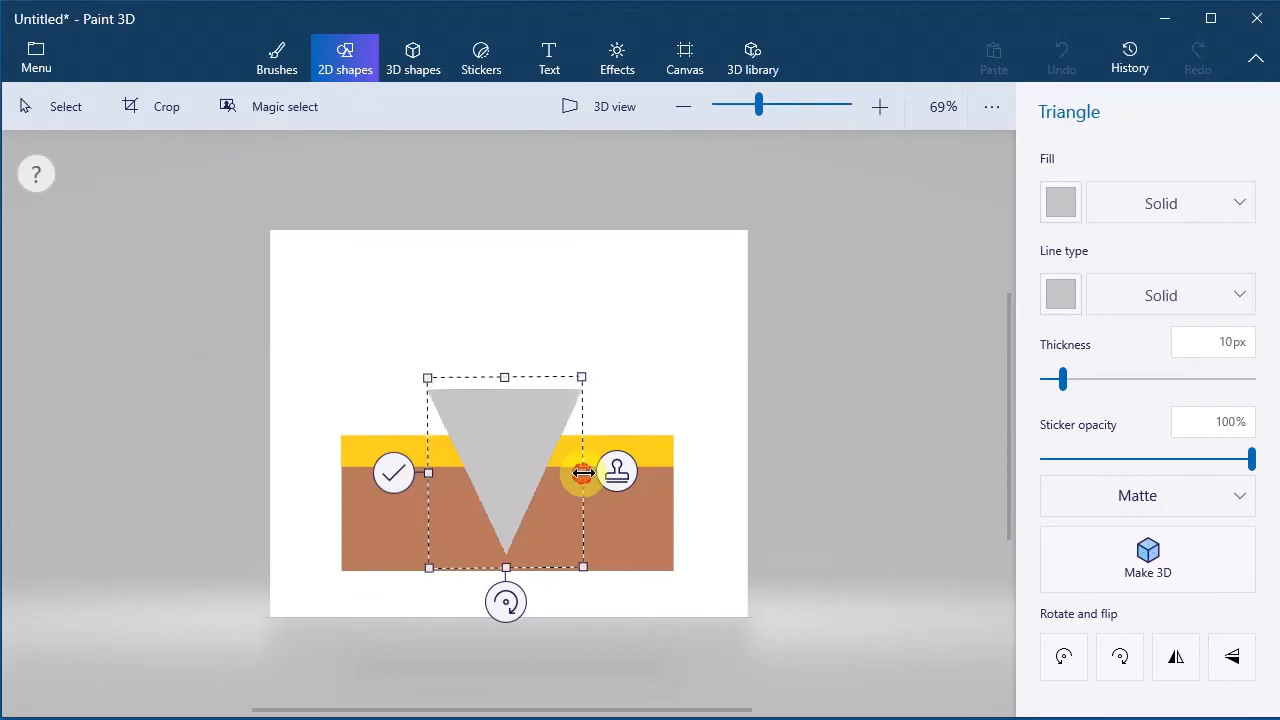 Untitled* - Paint 3D
Menu
Brushes
2D shapes
3D shapes
Stickers
Text
Effects
Canvas
3D library
Paste
Undo
History
Redo
Select
Crop
Magic select
3D view
69%
?
Triangle
Fill
Solid
Line type
Solid
Thickness
10px
Sticker opacity
100%
Matte
Make 3D
Rotate and flip